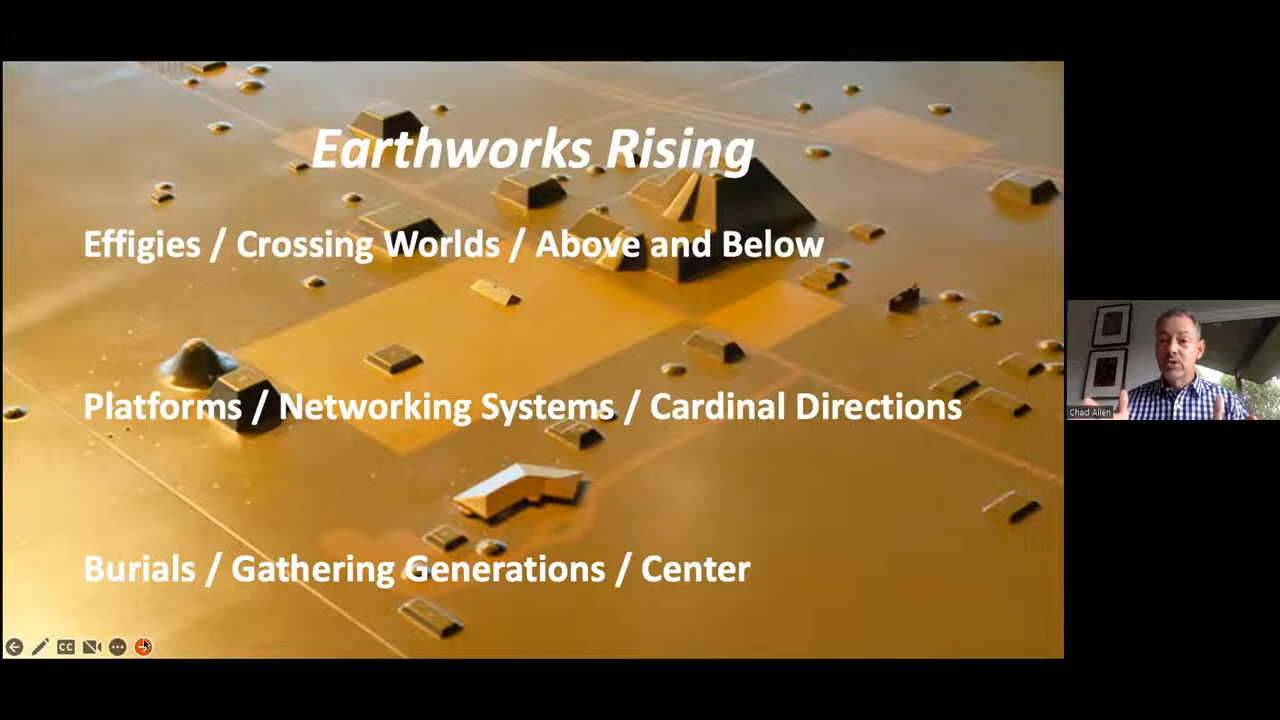 Earthworks Rising
Effigies / Crossing Worlds / Above and Below
Platforms / Networking Systems / Cardinal Directions
Burials / Gathering Generations / Center
Chad Allen
CC